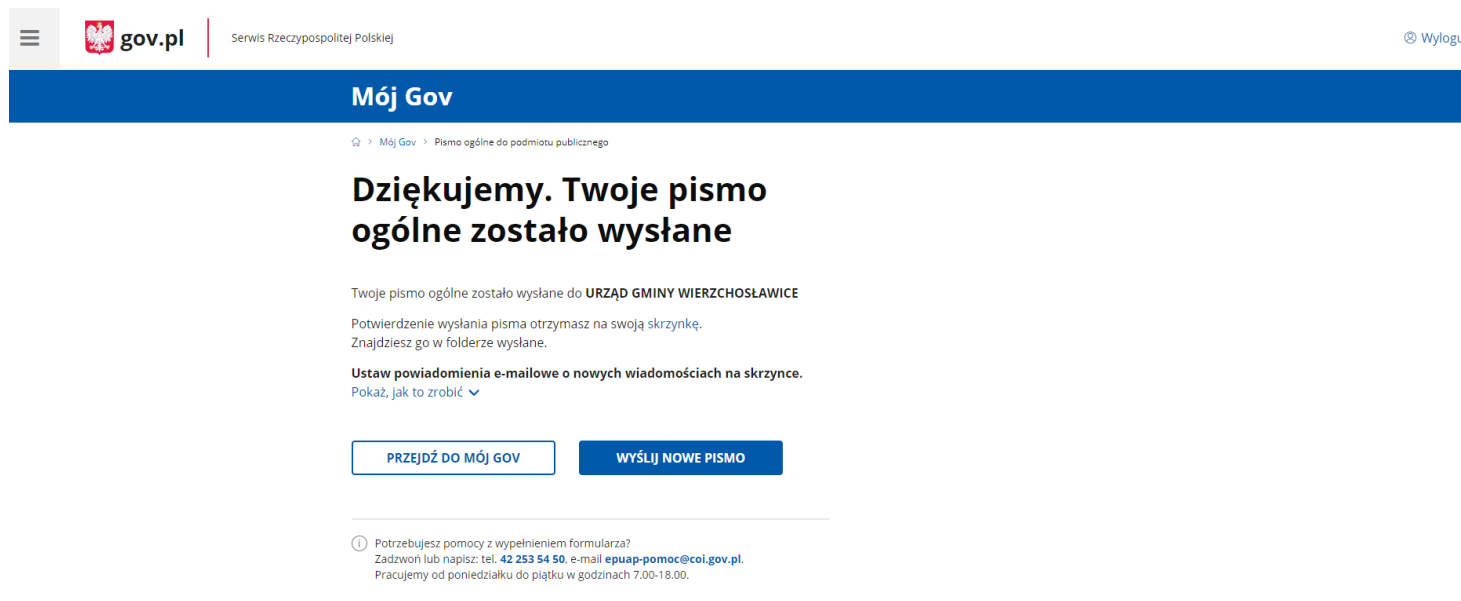 gov.pl
Serwis Rzeczypospolitej Polskiej
Wylogu
Mój Gov
Mój Gov > Pismo ogólne do podmiotu publicznego
Dziękujemy. Twoje pismo
ogólne zostało wysłane
Twoje pismo ogólne zostało wysłane do URZĄD GMINY WIERZCHOSŁAWICE
Potwierdzenie wysłania pisma otrzymasz na swoją skrzynkę.
Znajdziesz go w folderze wysłane.
Ustaw powiadomienia e-mailowe o nowych wiadomościach na skrzynce.
Pokaż, jak to zrobić
PRZEJDŹ DO MÓJ GOV
WYŚLIJ NOWE PISMO
Potrzebujesz pomocy z wypełnieniem formularza?
Zadzwoń lub napisz: tel. 42 253 54 50, e-mail epuap-pomoc@coi.gov.pl.
Pracujemy od poniedziałku do piątku w godzinach 7.00-18.00.